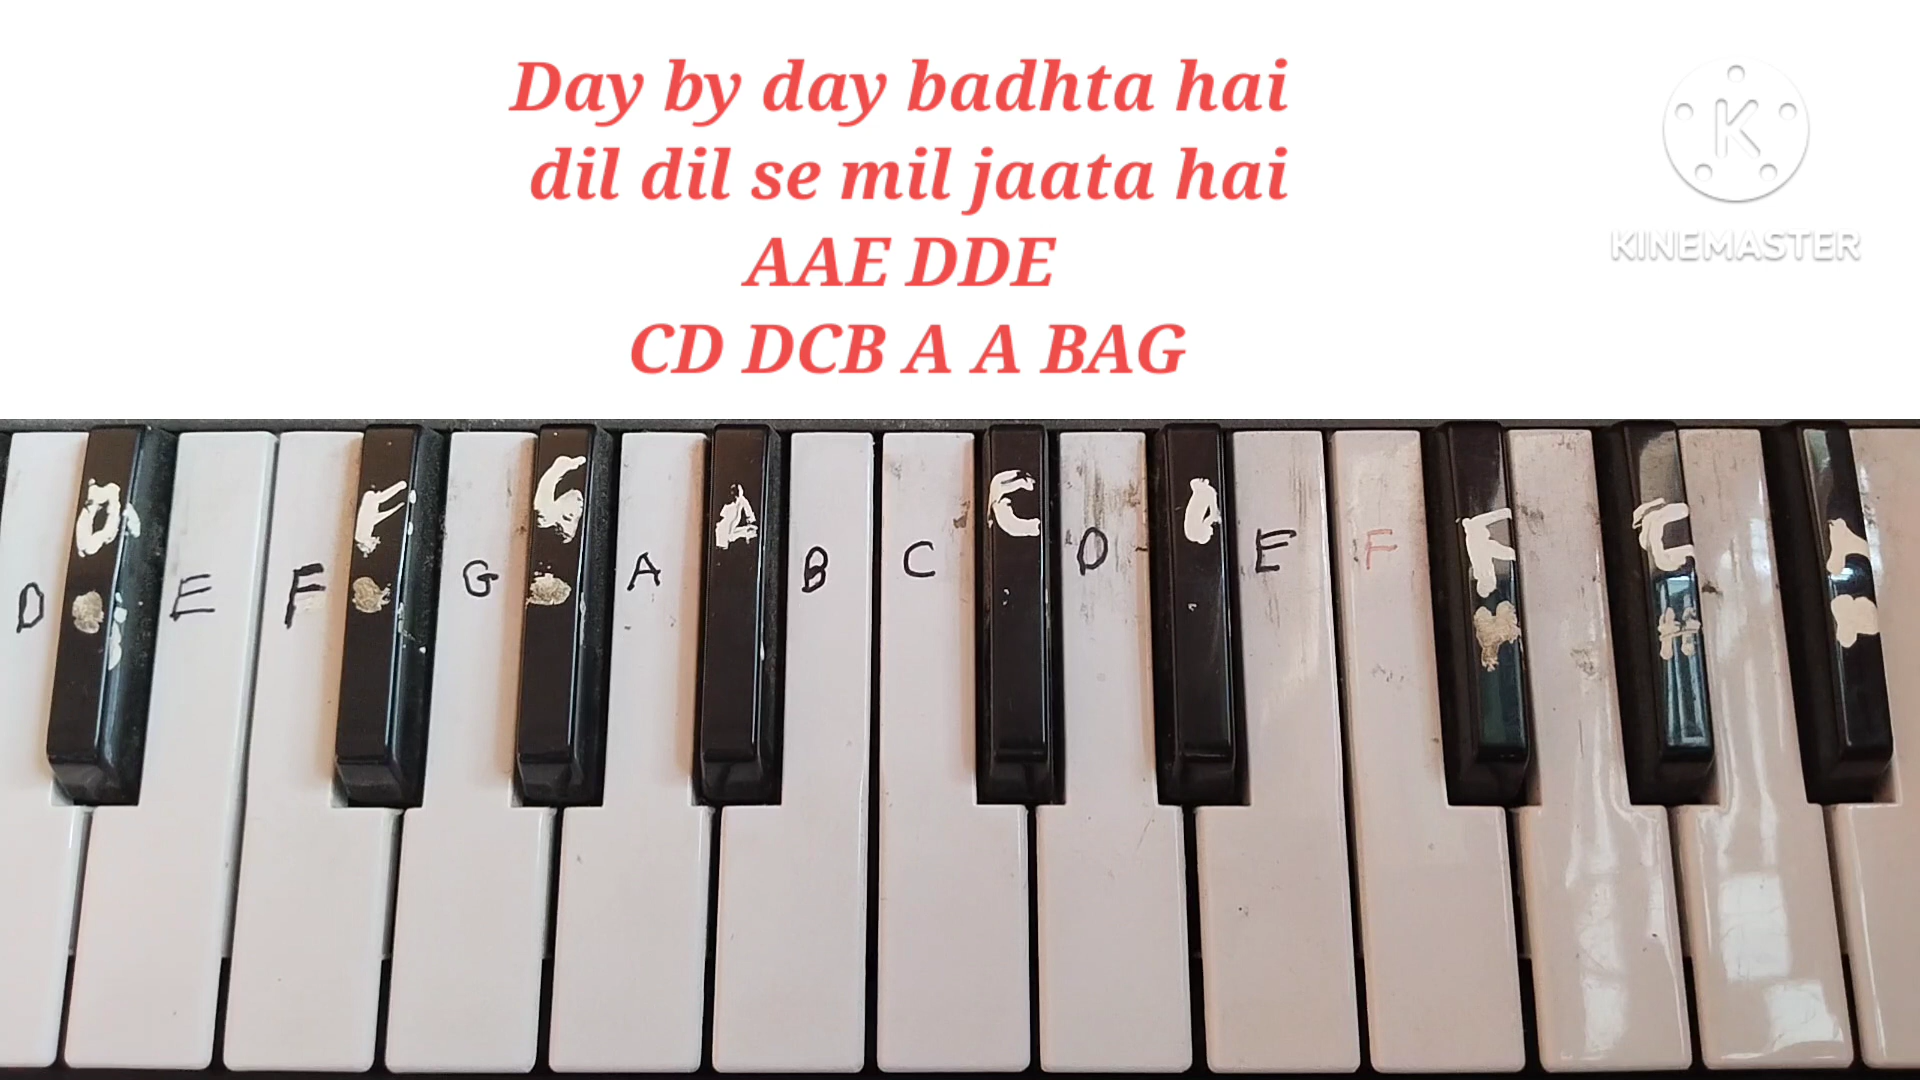 Day by day badhta hai
dil dil se mil jaata hai
AAE DDE
CD DCB A A BAG
K
KINEMASTER
D F G A C D F G A
D E F G A B C D E F
#